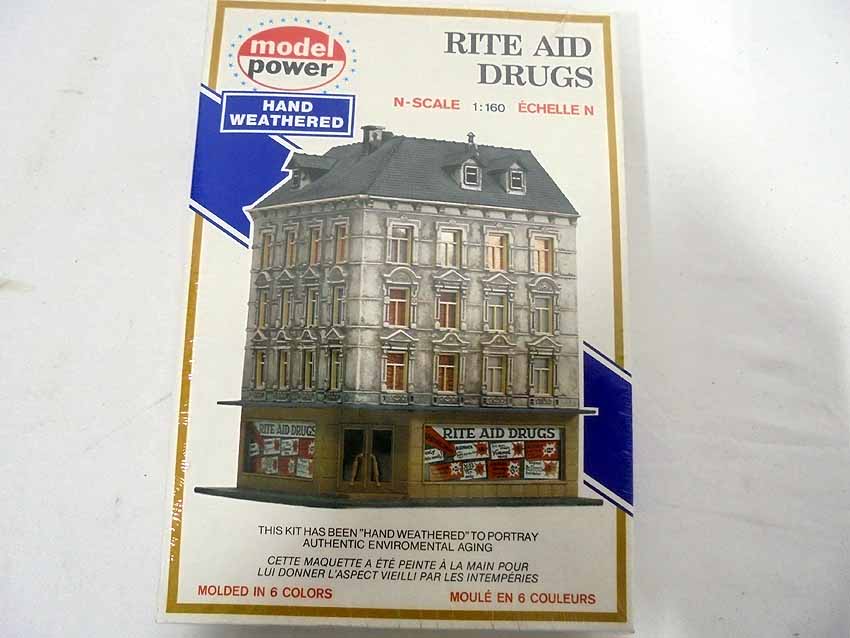 model
power
HAND
WEATHERED
RITE AID
DRUGS
N-SCALE 1:160 ÉCHELLE N
RITE AID DRUGS
RITE AID DRUGS
THIS KIT HAS BEEN "HAND WEATHERED" TO PORTRAY
AUTHENTIC ENVIROMENTAL AGING
CETTE MAQUETTE A ÉTÉ PEINTE À LA MAIN POUR
LUI DONNER L'ASPECT VIEILLI PAR LES INTEMPÉRIES
MOLDED IN 6 COLORS
MOULÉ EN 6 COULEURS